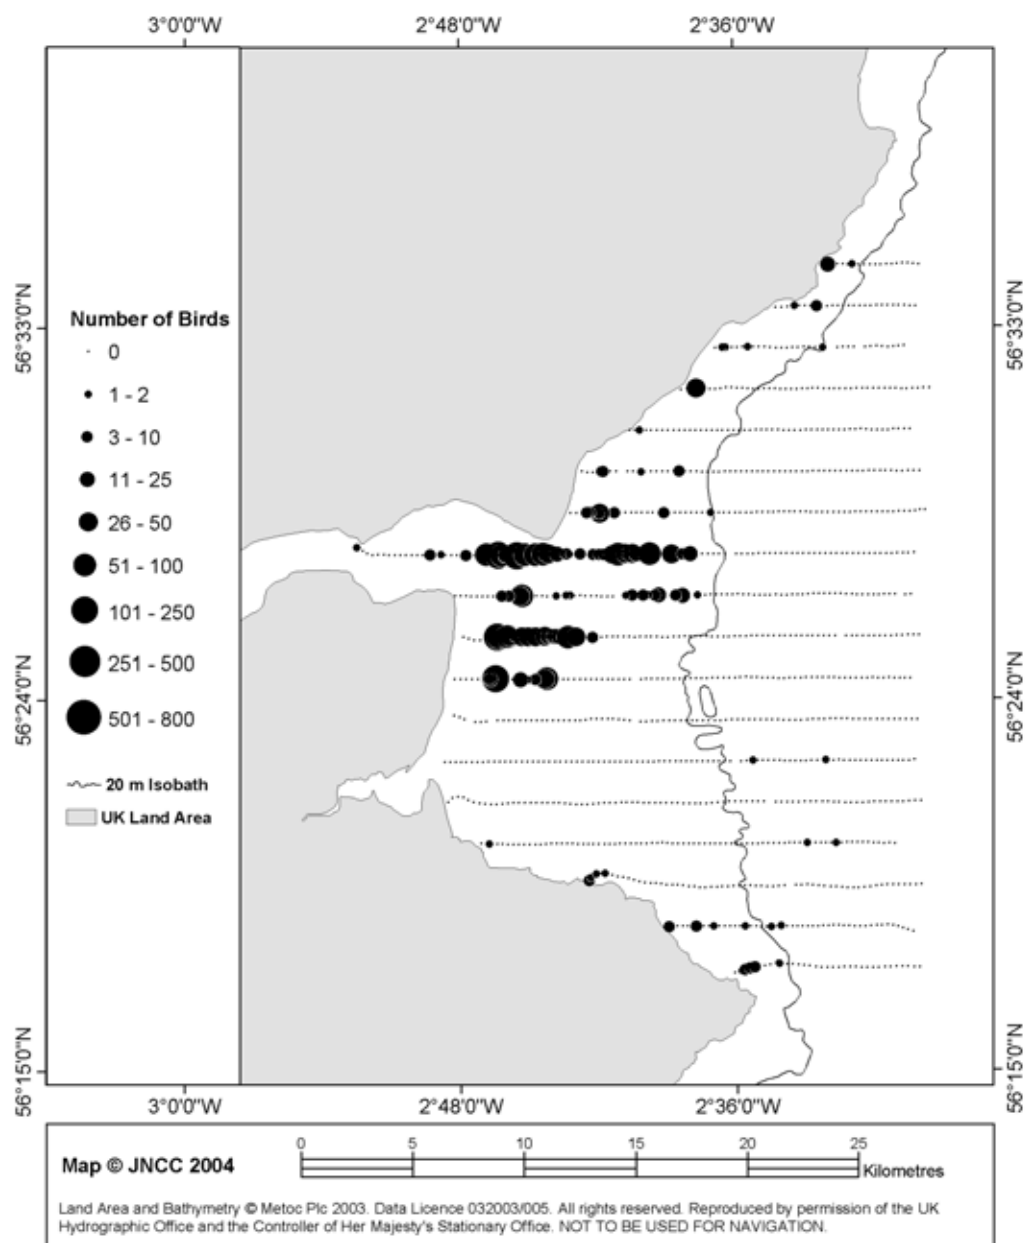 3°0'0"W 2°48'0"W 2°36'0"W
56°33'0"N 56°33'0"N
Number of Birds
0
1 - 2
3 - 10
11 - 25
26 - 50
51 - 100
101 - 250
251 - 500
501 - 800
56°24'0"N 56°24'0"N
20 m Isobath
UK Land Area
56°15'0"N 56°15'0"N
3°0'0"W 2°48'0"W 2°36'0"W
0 5 10 15 20 25
Map © JNCC 2004
Kilometres
Land Area and Bathymetry © Metoc Plc 2003. Data Licence 032003/005. All rights reserved. Reproduced by permission of the UK
Hydrographic Office and the Controller of Her Majesty's Stationary Office. NOT TO BE USED FOR NAVIGATION.